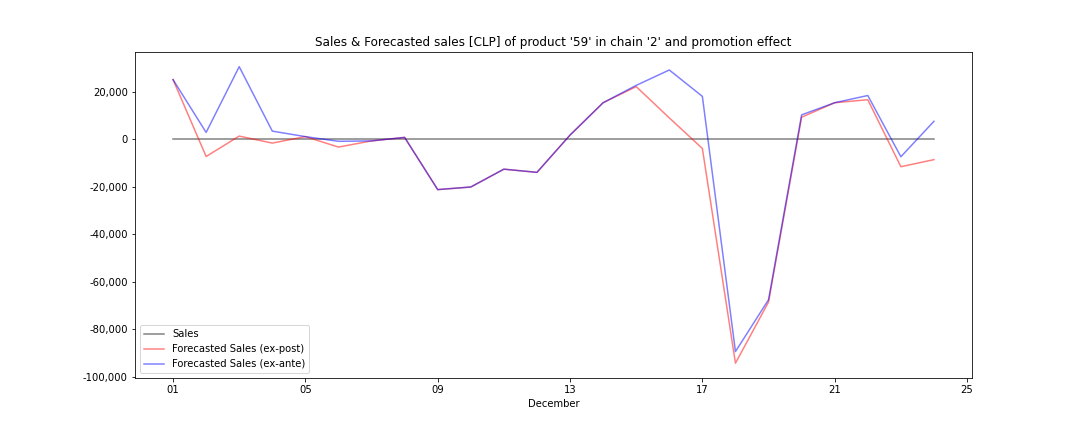 Sales & Forecasted sales [CLP] of product '59' in chain '2' and promotion effect
20,000
0
-20,000
-40,000
-60,000
-80,000
-100,000
Sales
Forecasted Sales (ex-post)
Forecasted Sales (ex-ante)
01 05 09 13 17 21 25
December